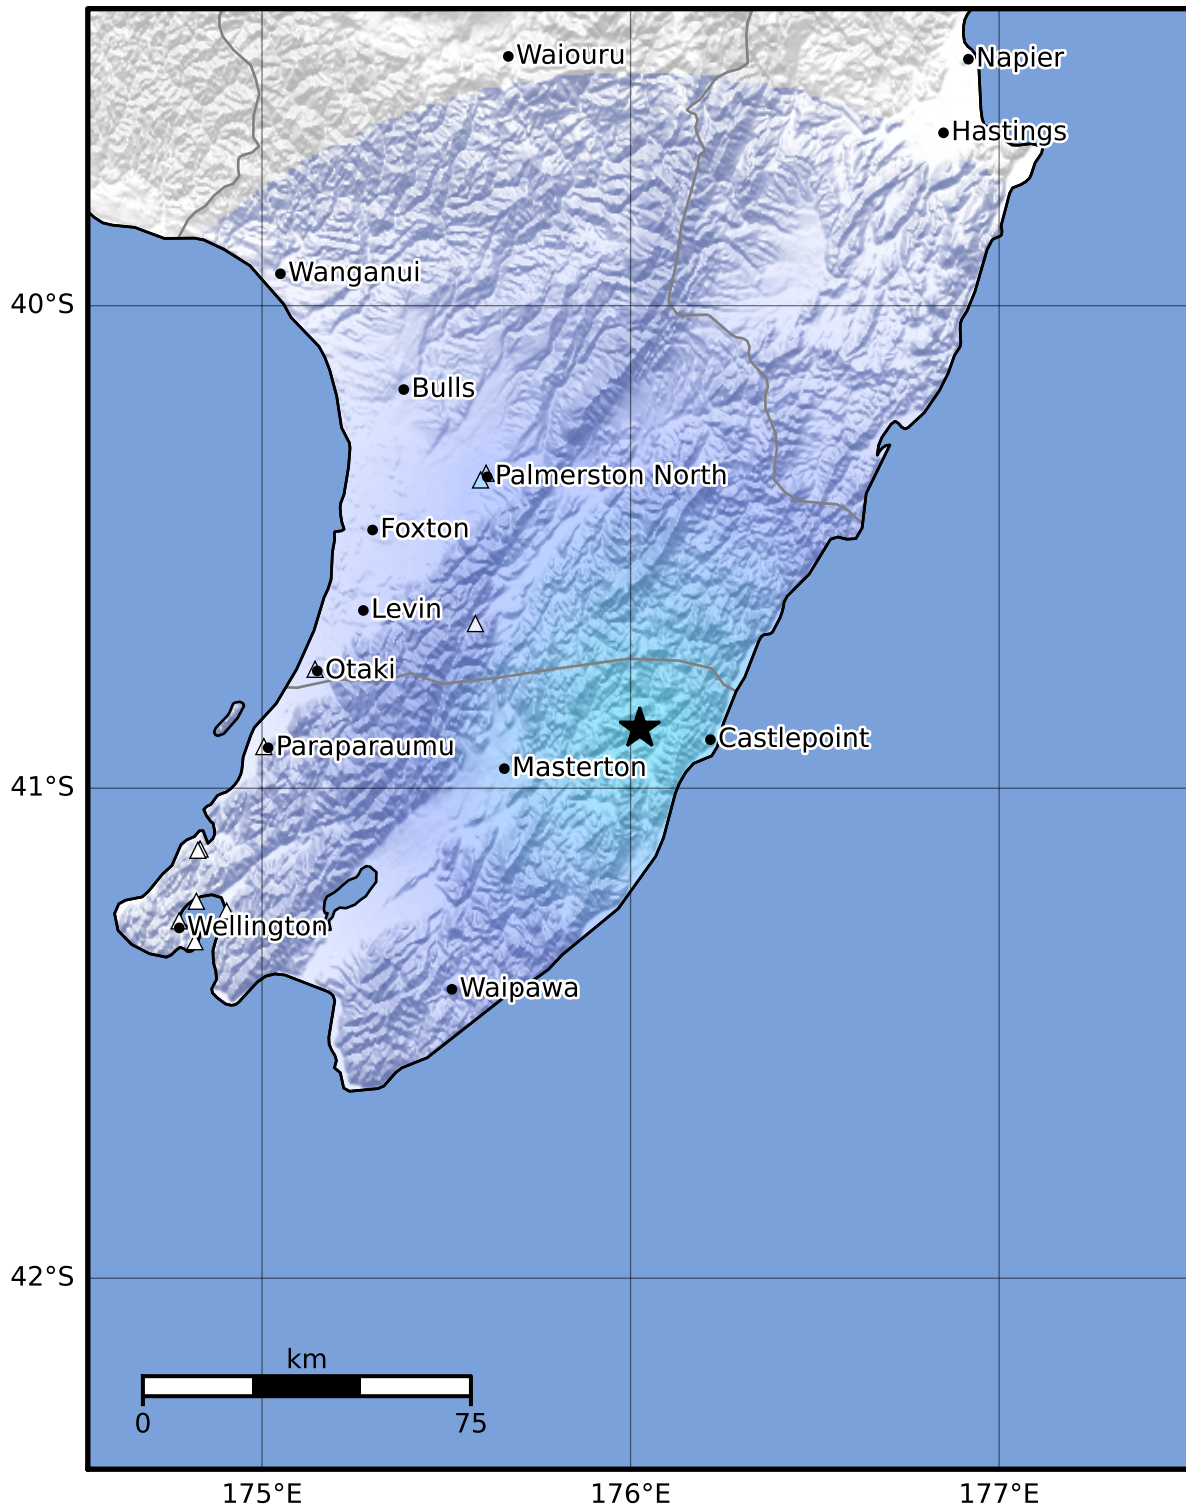 Waiouru
Napier
Hastings
Wanganui
40°S
Bulls
Palmerston North
Foxton
Levin
Otaki
Castlepoint
Paraparaumu
Masterton
41°S
Wellington
Waipawa
42°S
km
0 75
175°E 176°E 177°E